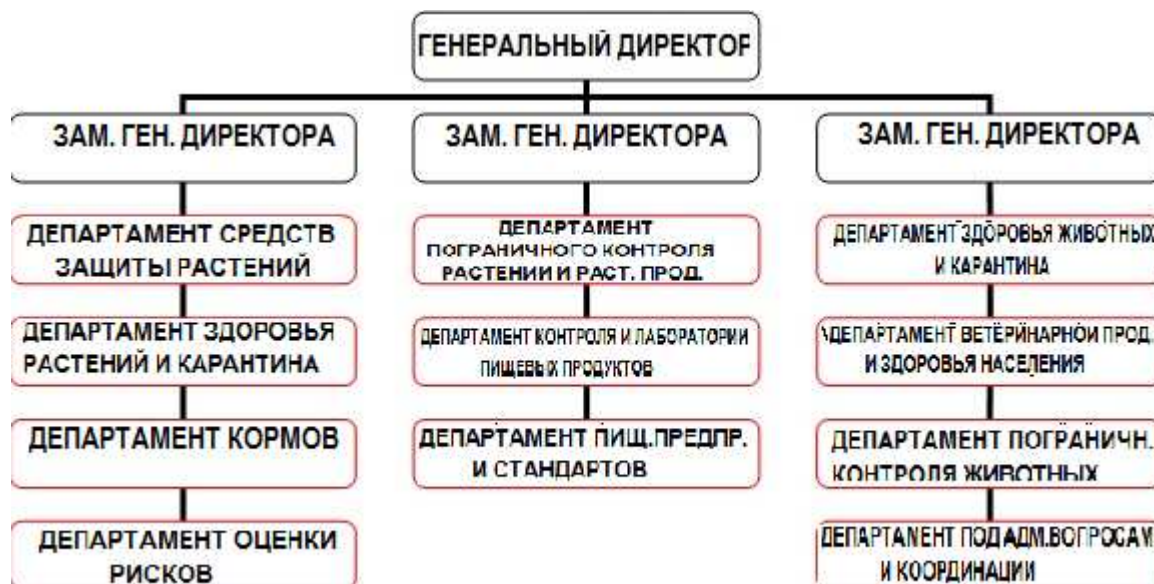 ГЕНЕРАЛЬНЫЙ ДИРЕКТОР
ЗАМ. ГЕН. ДИРЕКТОРА
ДЕПАРТАМЕНТ СРЕДСТВ
ЗАЩИТЫ РАСТЕНИЙ
ДЕПАРТАМЕНТ ЗДОРОВЬЯ
РАСТЕНИЙ И КАРАНТИНА
ДЕПАРТАМЕНТ КОРМОВ
ДЕПАРТАМЕНТ ОЦЕНКИ
РИСКОВ
ЗАМ. ГЕН. ДИРЕКТОРА
ДЕПАРТАМЕНТ
ПОГРАНИЧНОГО КОНТРОЛЯ
РАСТЕНИИ И РАСТ. ПРОД.
ДЕПАРТАМЕНТ КОНТРОЛЯ И ЛАБОРАТОРИИ
ПИЩЕВЫХ ПРОДУКТОВ
ДЕПАРТАМЕНТ ПИЩ.ПРЕДПР.
И СТАНДАРТОВ
ЗАМ. ГЕН. ДИРЕКТОРА
ДЕПАРТАМЕНТ ЗДОРОВЬЯ ЖИВОТНЫХ
И КАРАНТИНА
ДЕПАРТАМЕНТ ВЕТЕРИНАРНОЙ ПРОД.
И ЗДОРОВЬЯ НАСЕЛЕНИЯ
ДЕПАРТАМЕНТ ПОГРАНИЧН.
КОНТРОЛЯ ЖИВОТНЫХ
ДЕПАРТАМЕНТ ПОД АДМ.ВОПРОСАМ
И КООРДИНАЦИИ